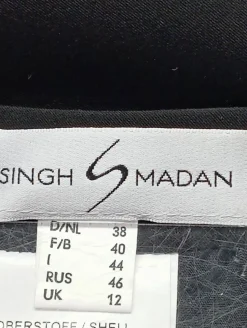 SINGH S MADAN
D/NL 38
F/B 40
I 44
RUS 46
UK 12
OBERSTOFF / SHELL